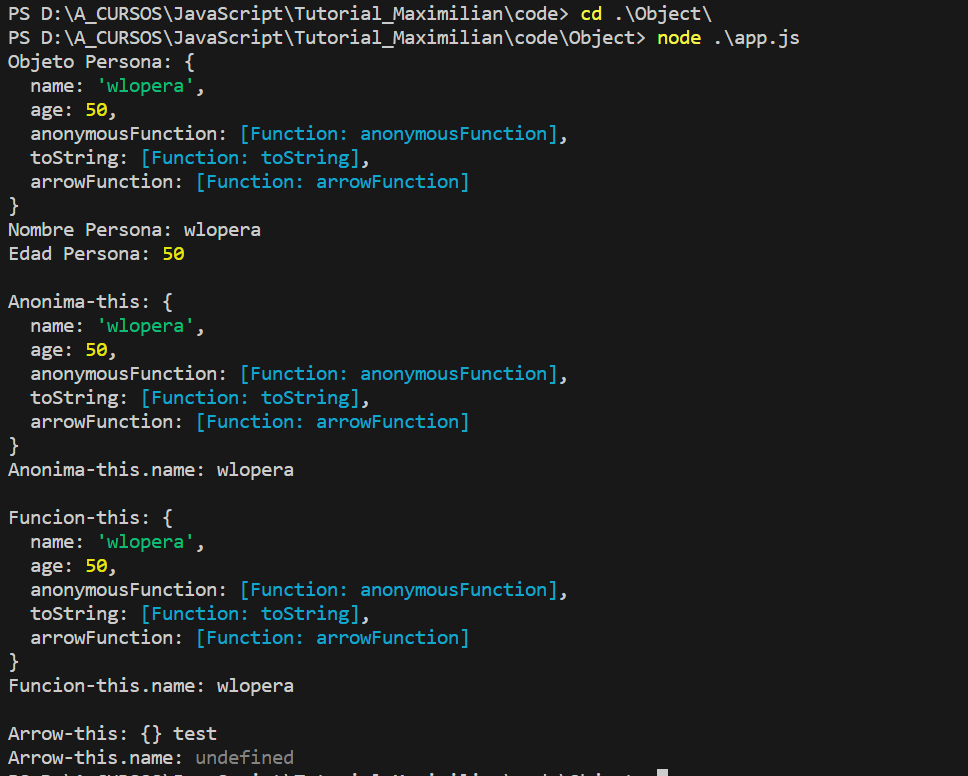 PS D:\A_CURSOS\JavaScript\Tutorial_Maximilian\code> cd .\Object\
PS D:\A_CURSOS\JavaScript\Tutorial_Maximilian\code\Object> node .\app.js
Objeto Persona: {
  name: 'wlopera',
  age: 50,
  anonymousFunction: [Function: anonymousFunction],
  toString: [Function: toString],
  arrowFunction: [Function: arrowFunction]
}
Nombre Persona: wlopera
Edad Persona: 50

Anonima-this: {
  name: 'wlopera',
  age: 50,
  anonymousFunction: [Function: anonymousFunction],
  toString: [Function: toString],
  arrowFunction: [Function: arrowFunction]
}
Anonima-this.name: wlopera

Funcion-this: {
  name: 'wlopera',
  age: 50,
  anonymousFunction: [Function: anonymousFunction],
  toString: [Function: toString],
  arrowFunction: [Function: arrowFunction]
}
Funcion-this.name: wlopera

Arrow-this: {} test
Arrow-this.name: undefined